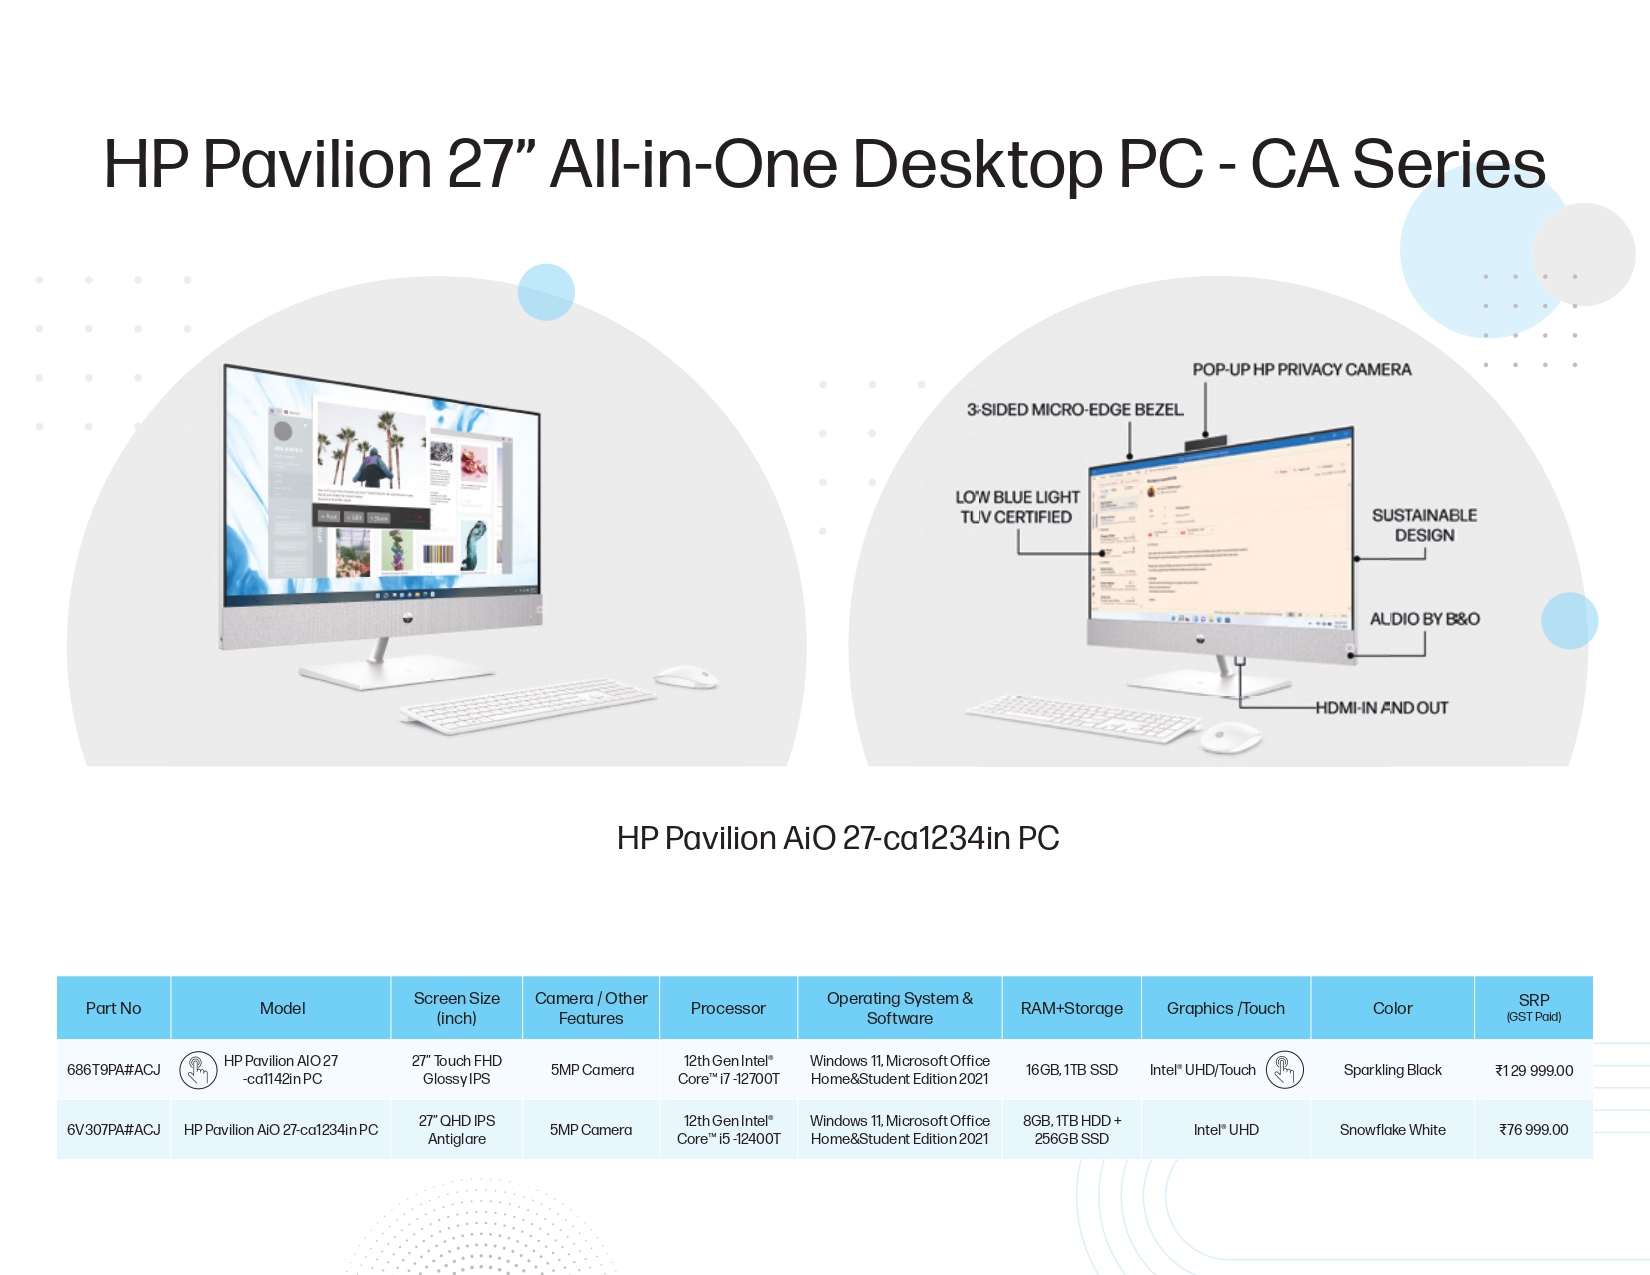 HP Pavilion 27” All-in-One Desktop PC - CA Series
POP-UP HP PRIVACY CAMERA
3-SIDED MICRO-EDGE BEZEL
LOW BLUE LIGHT
TUV CERTIFIED
SUSTAINABLE
DESIGN
AUDIO BY B&O
HDMI-IN AND OUT
HP Pavilion AiO 27-ca1234in PC
Part No
Model
Screen Size
(inch)
Camera / Other
Features
Processor
Operating System &
Software
RAM+Storage
Graphics /Touch
Color
SRP
(GST Paid)
686T9PA#ACJ
HP Pavilion AIO 27
-ca1142in PC
27” Touch FHD
Glossy IPS
5MP Camera
12th Gen Intel®
Core™ i7 -12700T
Windows 11, Microsoft Office
Home&Student Edition 2021
16GB, 1TB SSD
Intel® UHD/Touch
Sparkling Black
₹1 29 999.00
6V307PA#ACJ
HP Pavilion AiO 27-ca1234in PC
27” QHD IPS
Antiglare
5MP Camera
12th Gen Intel®
Core™ i5 -12400T
Windows 11, Microsoft Office
Home&Student Edition 2021
8GB, 1TB HDD +
256GB SSD
Intel® UHD
Snowflake White
₹76 999.00